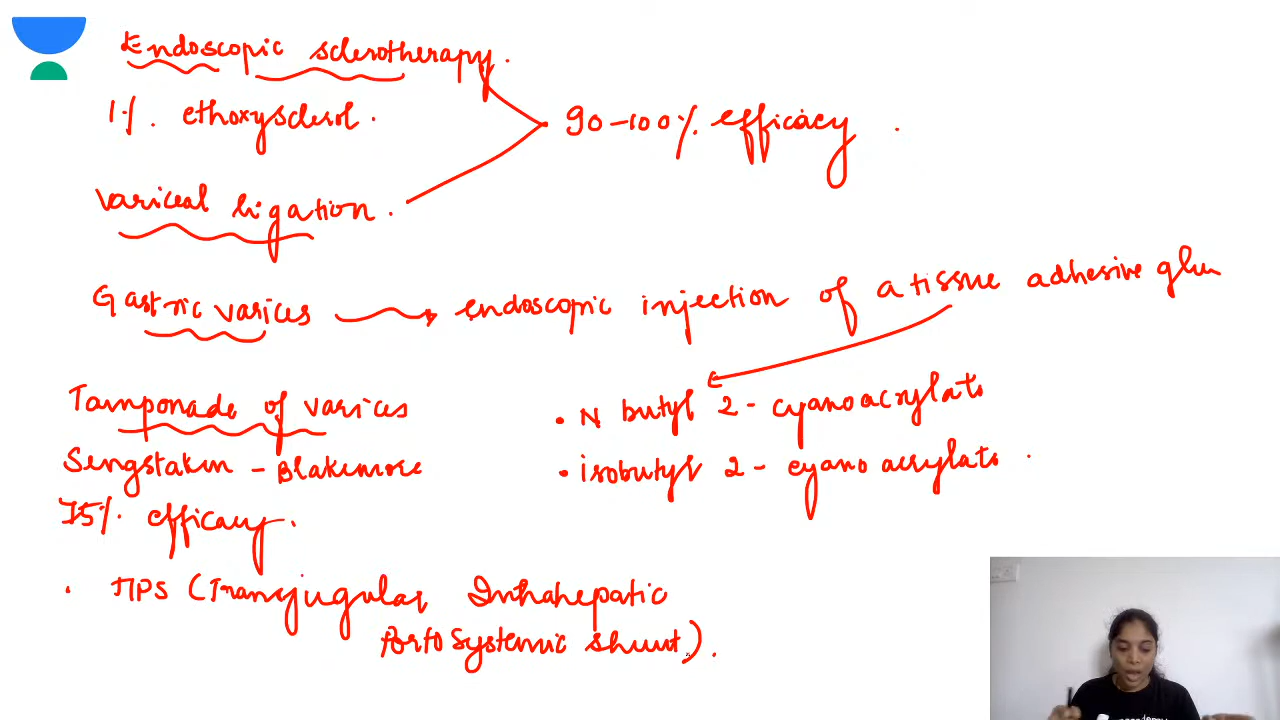 Endoscopic sclerotherapy.
1%. ethoxysclerol.
90-100% efficacy.
Variceal ligation.
Gastric varices → endoscopic injection of a tissue adhesive glue
Tamponade of varices
• N butyl 2-cyanoacrylate
Sengstaken - Blakemore
• isobutyl 2-cyano acrylate.
75% efficacy.
• TIPS (Transjugular Intrahepatic
Porto Systemic shunt).